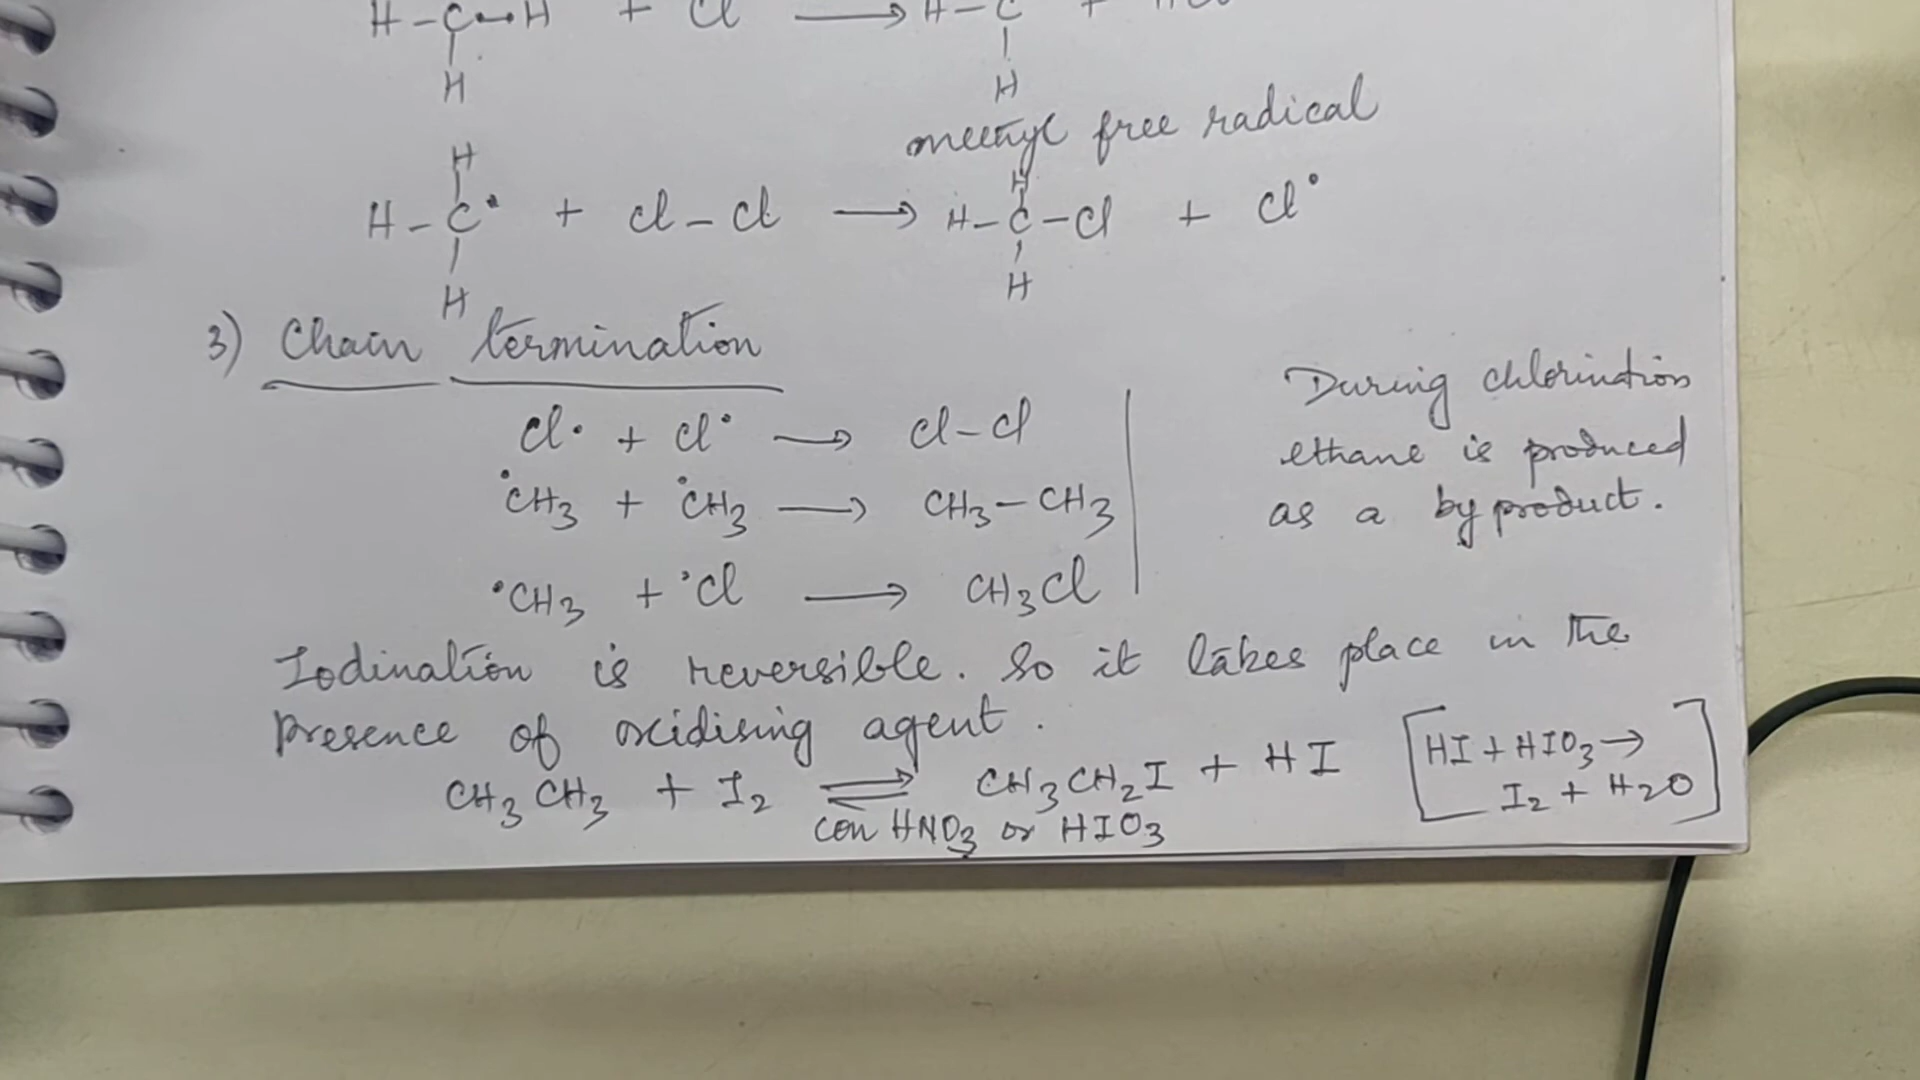 H-C-H + Cl → H-C +
H H
methyl free radical
H H
H-C• + Cl-Cl → H-C-Cl + Cl•
H H
3) Chain termination
Cl• + Cl• → Cl-Cl
•CH3 + •CH3 → CH3-CH3
•CH3 + •Cl → CH3Cl
During chlorination
ethane is produced
as a by product.
Iodination is reversible. So it takes place in the
presence of oxidising agent.
CH3CH3 + I2 ⇌ CH3CH2I + HI
con HNO3 or HIO3
[HI + HIO3 →
I2 + H2O]